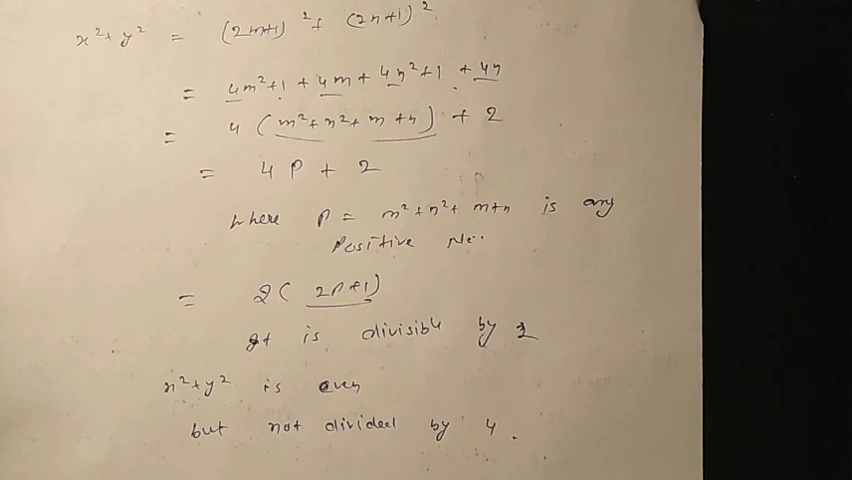 x²+y² = (2m+1)²+ (2n+1)²
= 4m²+1 + 4m + 4n²+1 + 4n
= 4 ( m²+n²+ m +n ) + 2
= 4 P + 2
where P = m²+n²+ m+n is any
Positive No.
= 2 ( 2P+1)
It is divisible by 2
x²+y² is even
but not divided by 4 .